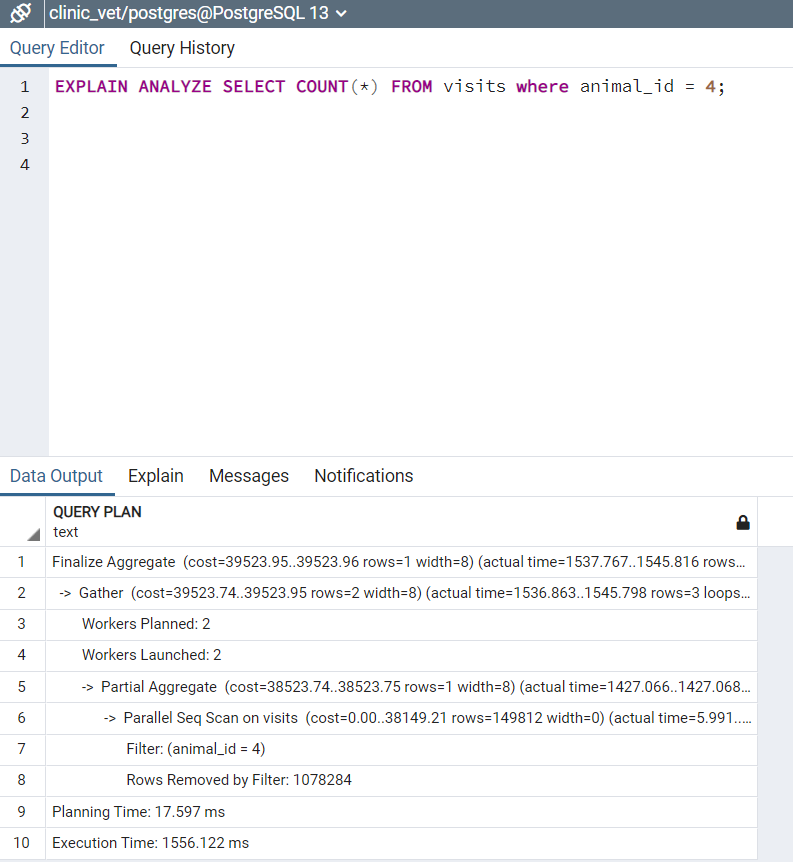 clinic_vet/postgres@PostgreSQL 13
Query Editor Query History
1 EXPLAIN ANALYZE SELECT COUNT(*) FROM visits where animal_id = 4;
2
3
4
Data Output Explain Messages Notifications
QUERY PLAN
text
1 Finalize Aggregate (cost=39523.95..39523.96 rows=1 width=8) (actual time=1537.767..1545.816 rows...
2 -> Gather (cost=39523.74..39523.95 rows=2 width=8) (actual time=1536.863..1545.798 rows=3 loops...
3 Workers Planned: 2
4 Workers Launched: 2
5 -> Partial Aggregate (cost=38523.74..38523.75 rows=1 width=8) (actual time=1427.066..1427.068...
6 -> Parallel Seq Scan on visits (cost=0.00..38149.21 rows=149812 width=0) (actual time=5.991.....
7 Filter: (animal_id = 4)
8 Rows Removed by Filter: 1078284
9 Planning Time: 17.597 ms
10 Execution Time: 1556.122 ms